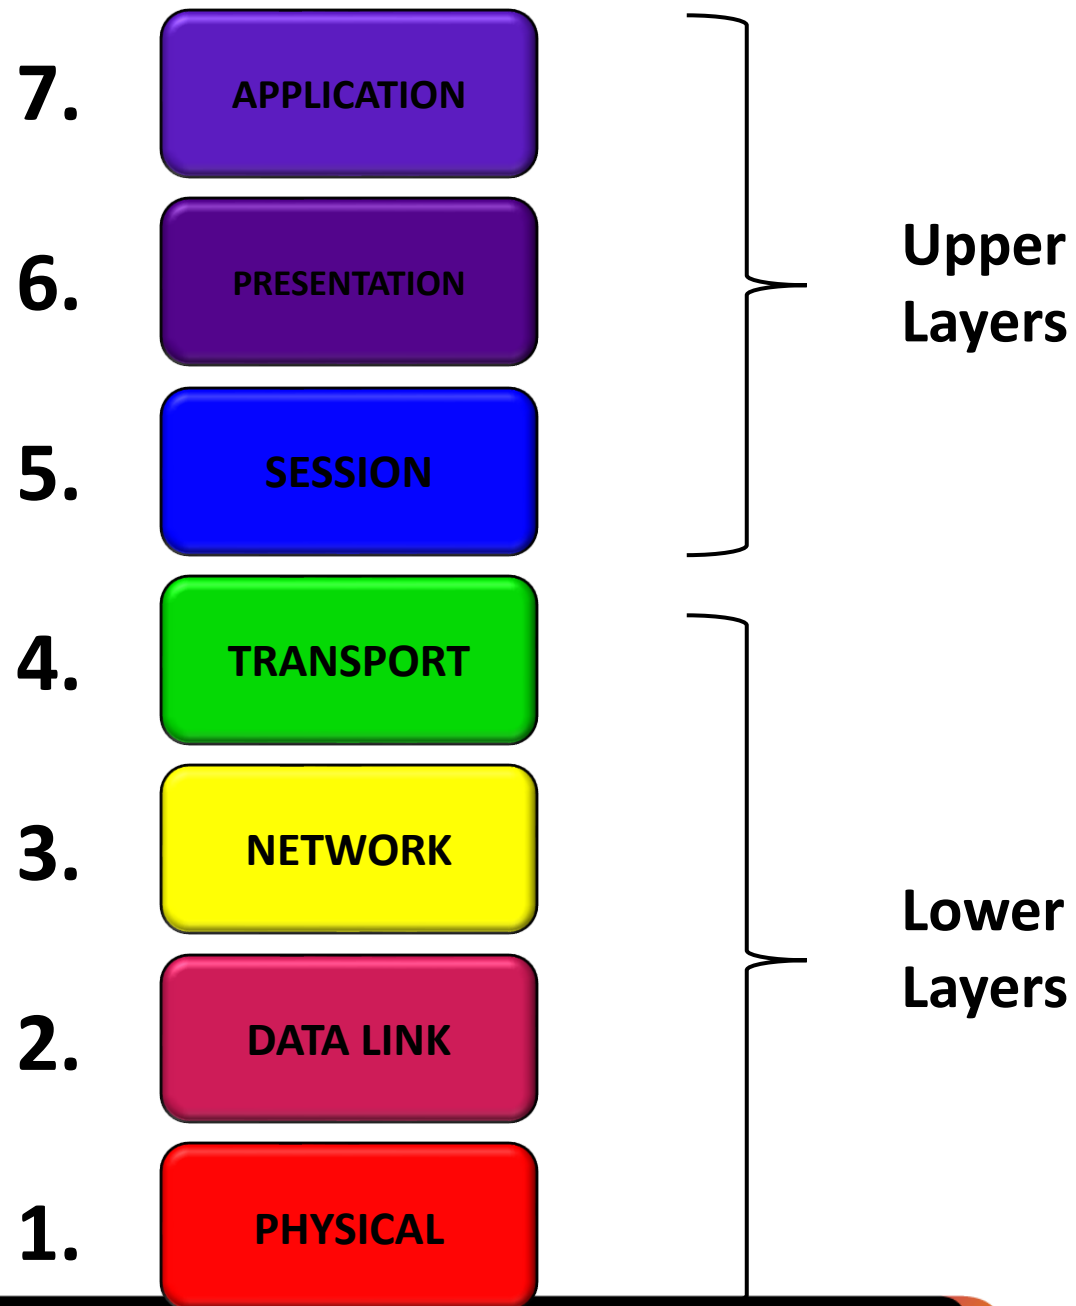 7. APPLICATION
6. PRESENTATION
5. SESSION
4. TRANSPORT
3. NETWORK
2. DATA LINK
1. PHYSICAL
Upper
Layers
Lower
Layers